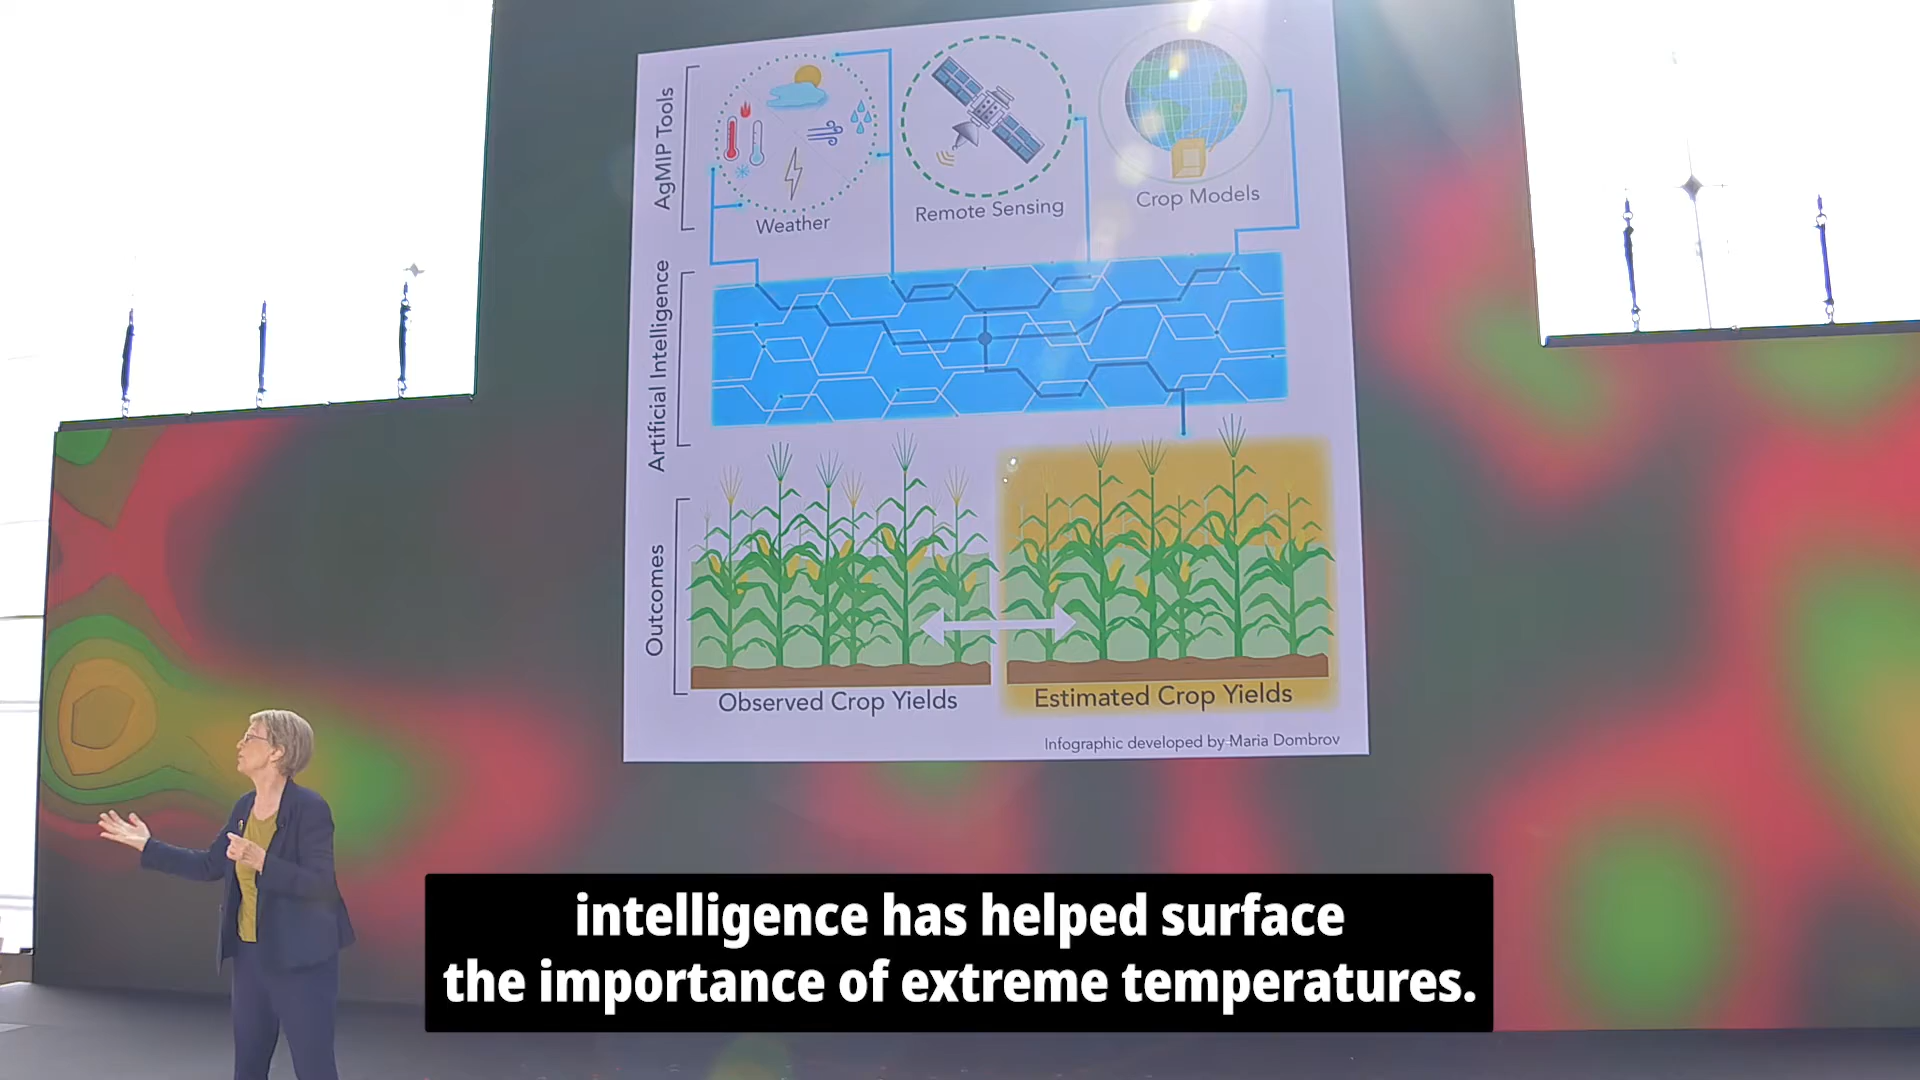 AgMIP Tools
Weather
Remote Sensing
Crop Models
Artificial Intelligence
Outcomes
Observed Crop Yields
Estimated Crop Yields
Infographic developed by Maria Dombrov
intelligence has helped surface
the importance of extreme temperatures.